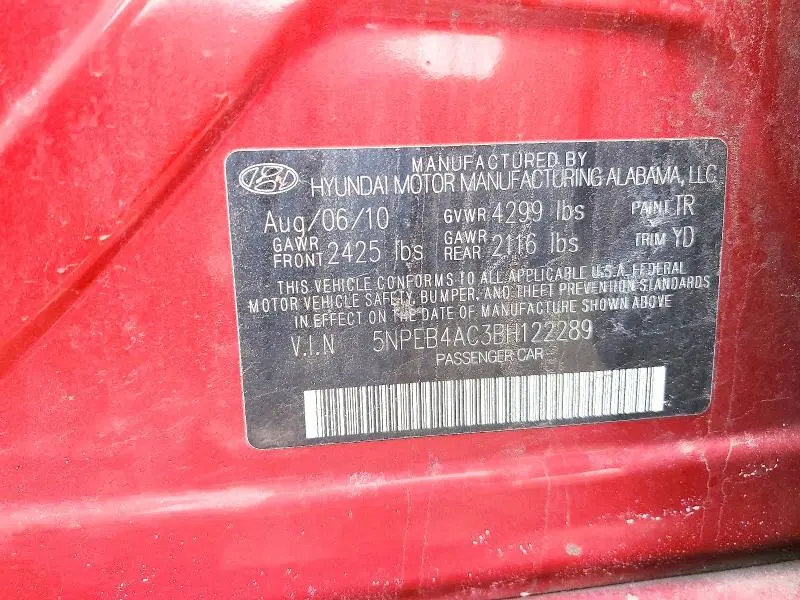 MANUFACTURED BY
HYUNDAI MOTOR MANUFACTURING ALABAMA, LLC
Aug/06/10 GVWR 4299 lbs PAINT TR
GAWR FRONT 2425 lbs GAWR REAR 2116 lbs TRIM YD
THIS VEHICLE CONFORMS TO ALL APPLICABLE U.S.A. FEDERAL
MOTOR VEHICLE SAFETY, BUMPER, AND THEFT PREVENTION STANDARDS
IN EFFECT ON THE DATE OF MANUFACTURE SHOWN ABOVE
V.I.N 5NPEB4AC3BH122289
PASSENGER CAR